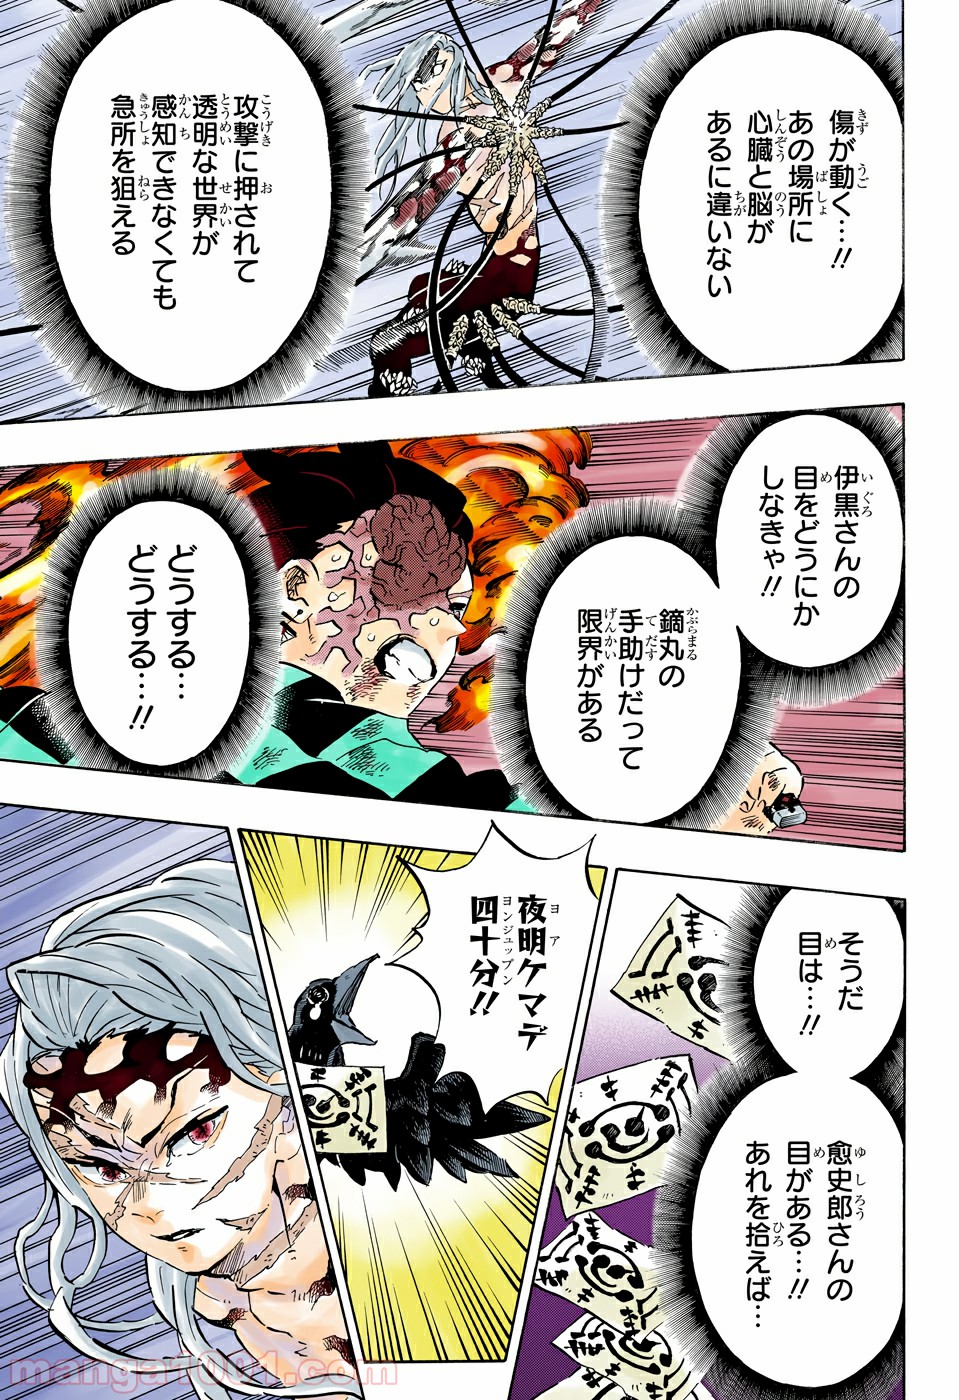 傷が動く…!!
あの場所に
心臓と脳が
あるに違いない
攻撃に押されて
透明な世界が
感知できなくても
急所を狙える
伊黒さんの
目をどうにか
しなきゃ!!
鏑丸の
手助けだって
限界がある
どうする…
どうする…!!
そうだ
目は…!!
愈史郎さんの
目がある…!!
あれを拾えば…
夜明ケマデ
四十分!!
manga1001.com